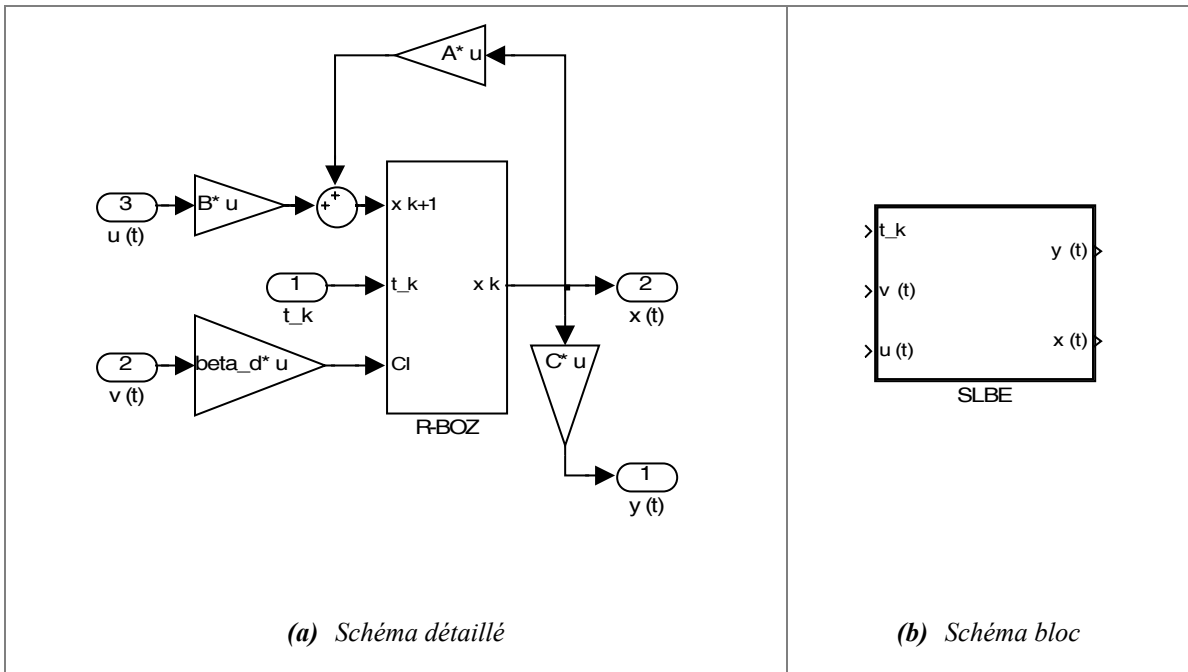 A* u
3
B* u
+
+
x k+1
u (t)
1
t_k
t_k
x k
2
x (t)
2
beta_d* u
CI
v (t)
C* u
R-BOZ
1
y (t)
(a) Schéma détaillé
t_k
y (t)
v (t)
x (t)
u (t)
SLBE
(b) Schéma bloc